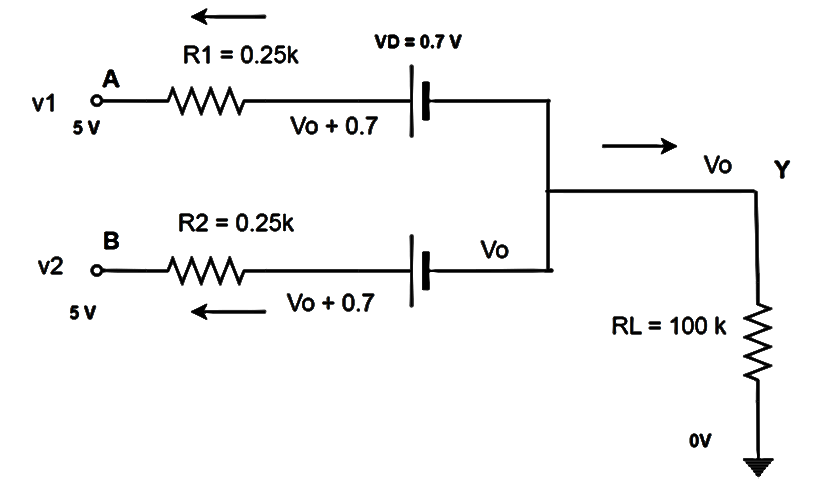 VD = 0.7 V
R1 = 0.25k
A
v1
5 V
Vo + 0.7
Vo
Y
R2 = 0.25k
B
Vo
v2
5 V
Vo + 0.7
RL = 100 k
0V